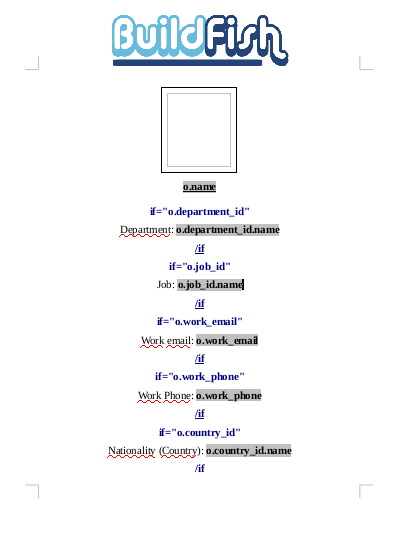 BuildFish
o.name
if="o.department_id"
Department: o.department_id.name
/if
if="o.job_id"
Job: o.job_id.name
/if
if="o.work_email"
Work email: o.work_email
/if
if="o.work_phone"
Work Phone: o.work_phone
/if
if="o.country_id"
Nationality (Country): o.country_id.name
/if